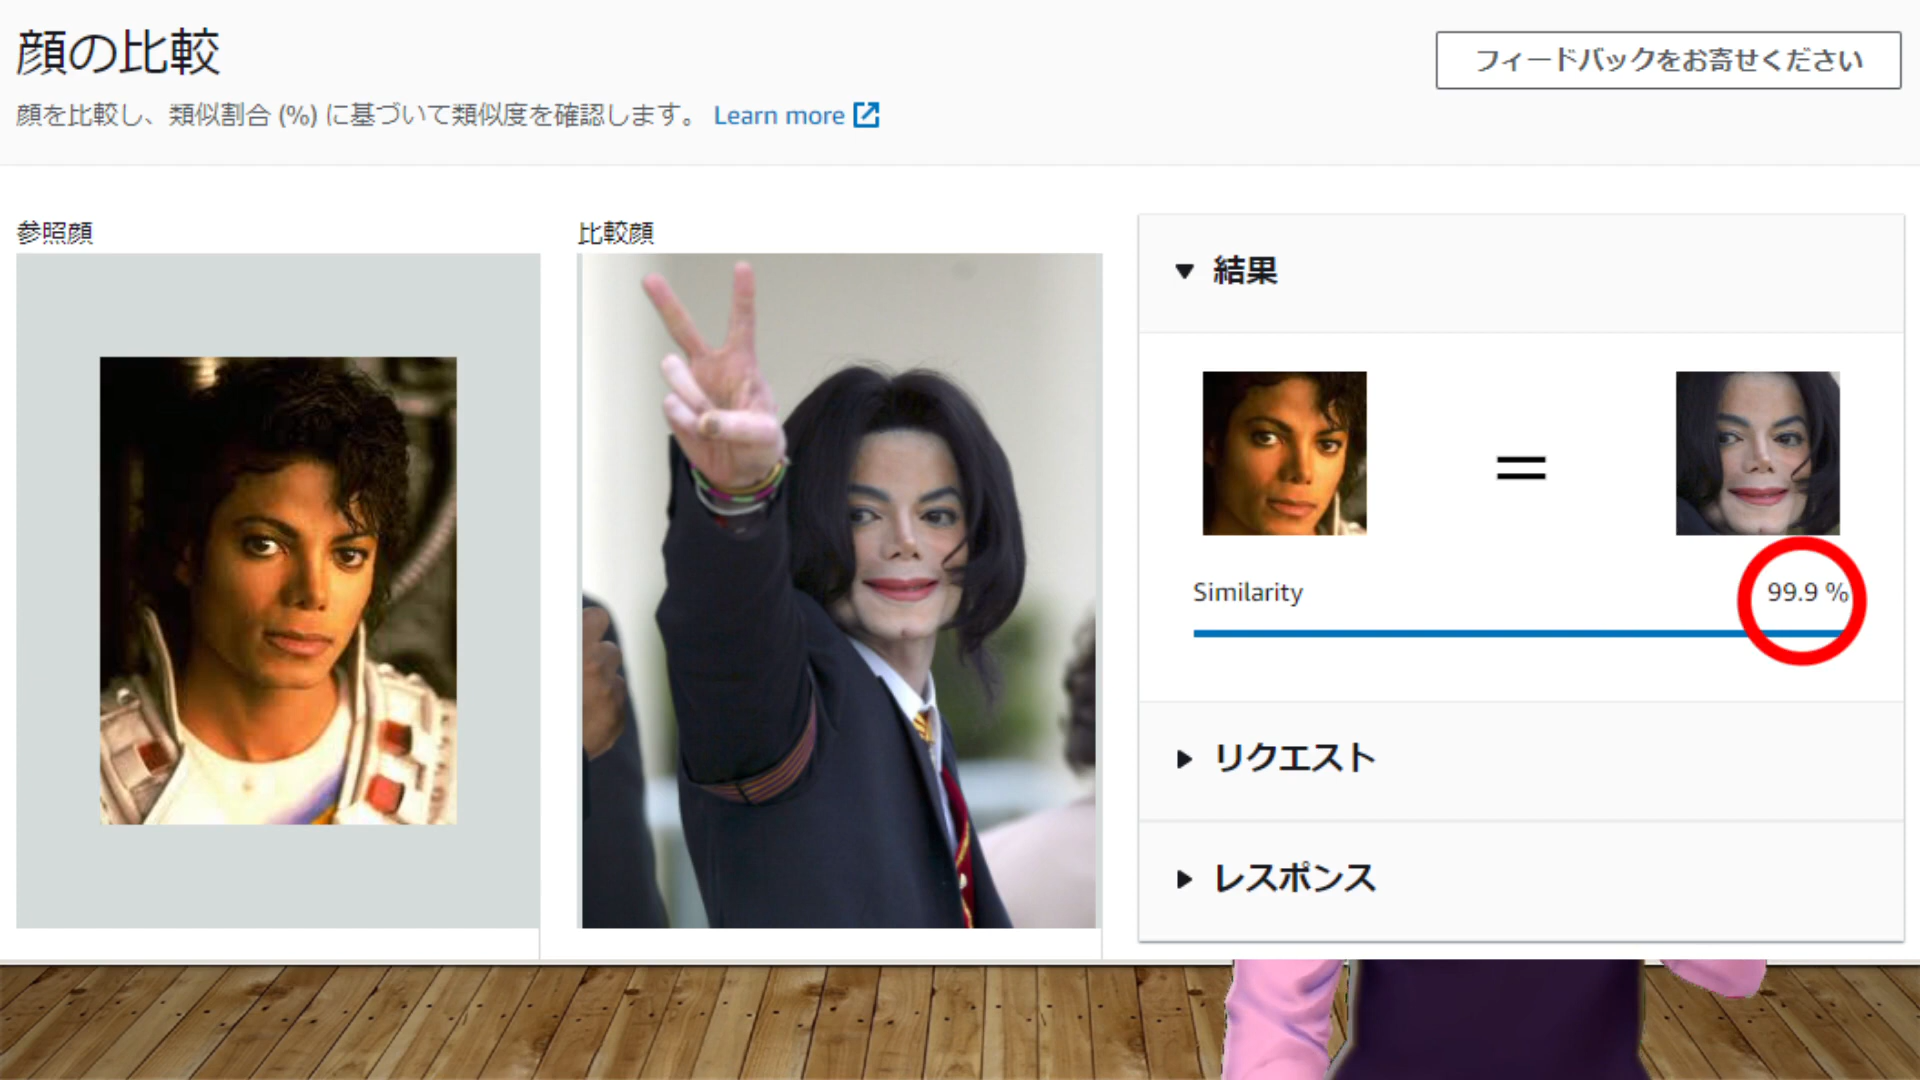 顔の比較
フィードバックをお寄せください
顔を比較し、類似割合 (%) に基づいて類似度を確認します。 Learn more
参照顔
比較顔
▼ 結果
=
Similarity 99.9 %
▶ リクエスト
▶ レスポンス